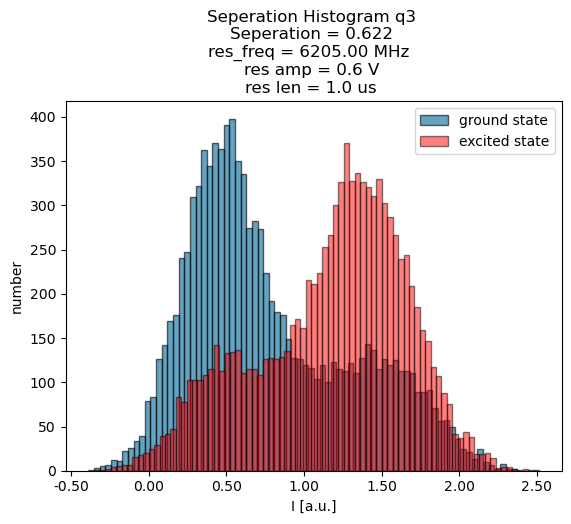 Seperation Histogram q3
Seperation = 0.622
res_freq = 6205.00 MHz
res amp = 0.6 V
res len = 1.0 us
ground state
excited state
400
350
300
250
200
150
100
50
0
number
-0.50 0.00 0.50 1.00 1.50 2.00 2.50
I [a.u.]